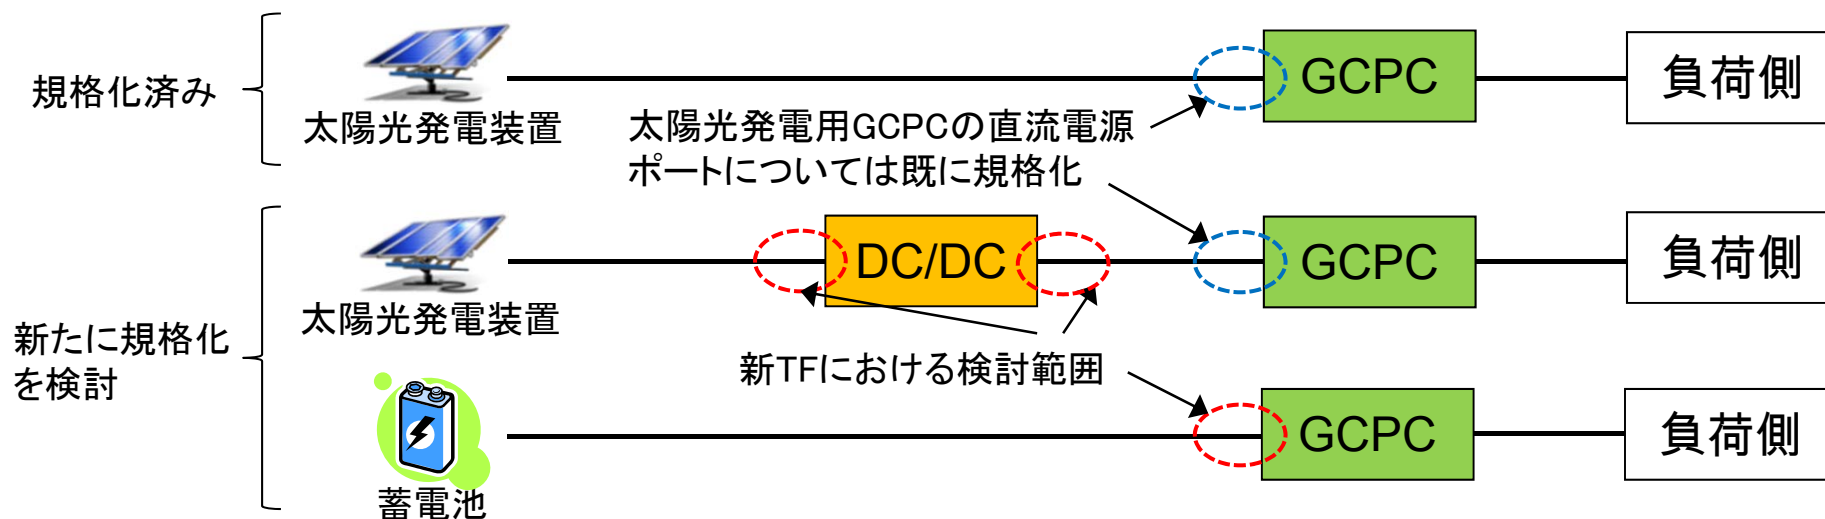 規格化済み
太陽光発電装置
GCPC
負荷側
太陽光発電用GCPCの直流電源
ポートについては既に規格化
新たに規格化
を検討
太陽光発電装置
DC/DC
GCPC
負荷側
新TFにおける検討範囲
蓄電池
GCPC
負荷側